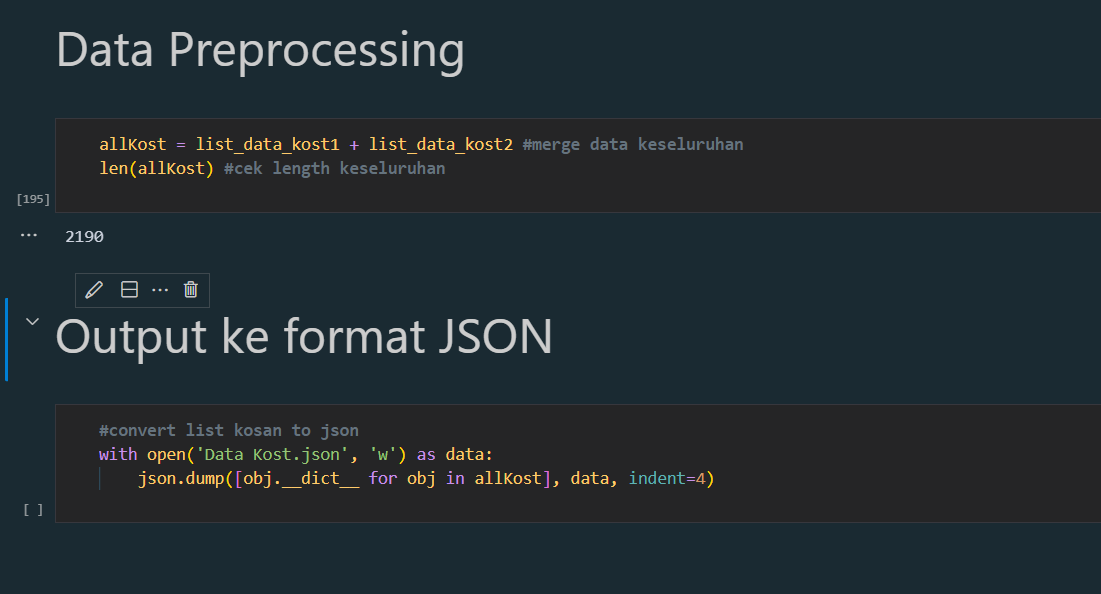 Data Preprocessing
allKost = list_data_kost1 + list_data_kost2 #merge data keseluruhan
len(allKost) #cek length keseluruhan
[195]
2190
Output ke format JSON
#convert list kosan to json
with open('Data Kost.json', 'w') as data:
    json.dump([obj.__dict__ for obj in allKost], data, indent=4)
[ ]